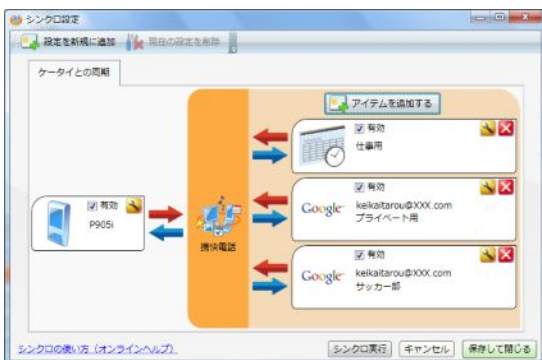 シンクロ設定
設定を新規に追加 現在の設定を削除
ケータイとの同期
アイテムを追加する
有効
仕事用
有効
P905i
携快電話
有効
Google
keikaitarou@XXX.com
プライベート用
有効
Google
keikaitarou@XXX.com
サッカー部
シンクロの使い方（オンラインヘルプ）
シンクロ実行 キャンセル 保存して閉じる